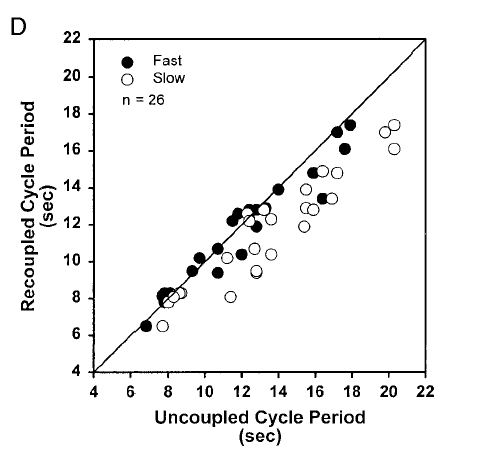 D
22
20
18
16
14
12
10
8
6
4
Recoupled Cycle Period
(sec)
Fast
Slow
n = 26
4 6 8 10 12 14 16 18 20 22
Uncoupled Cycle Period
(sec)